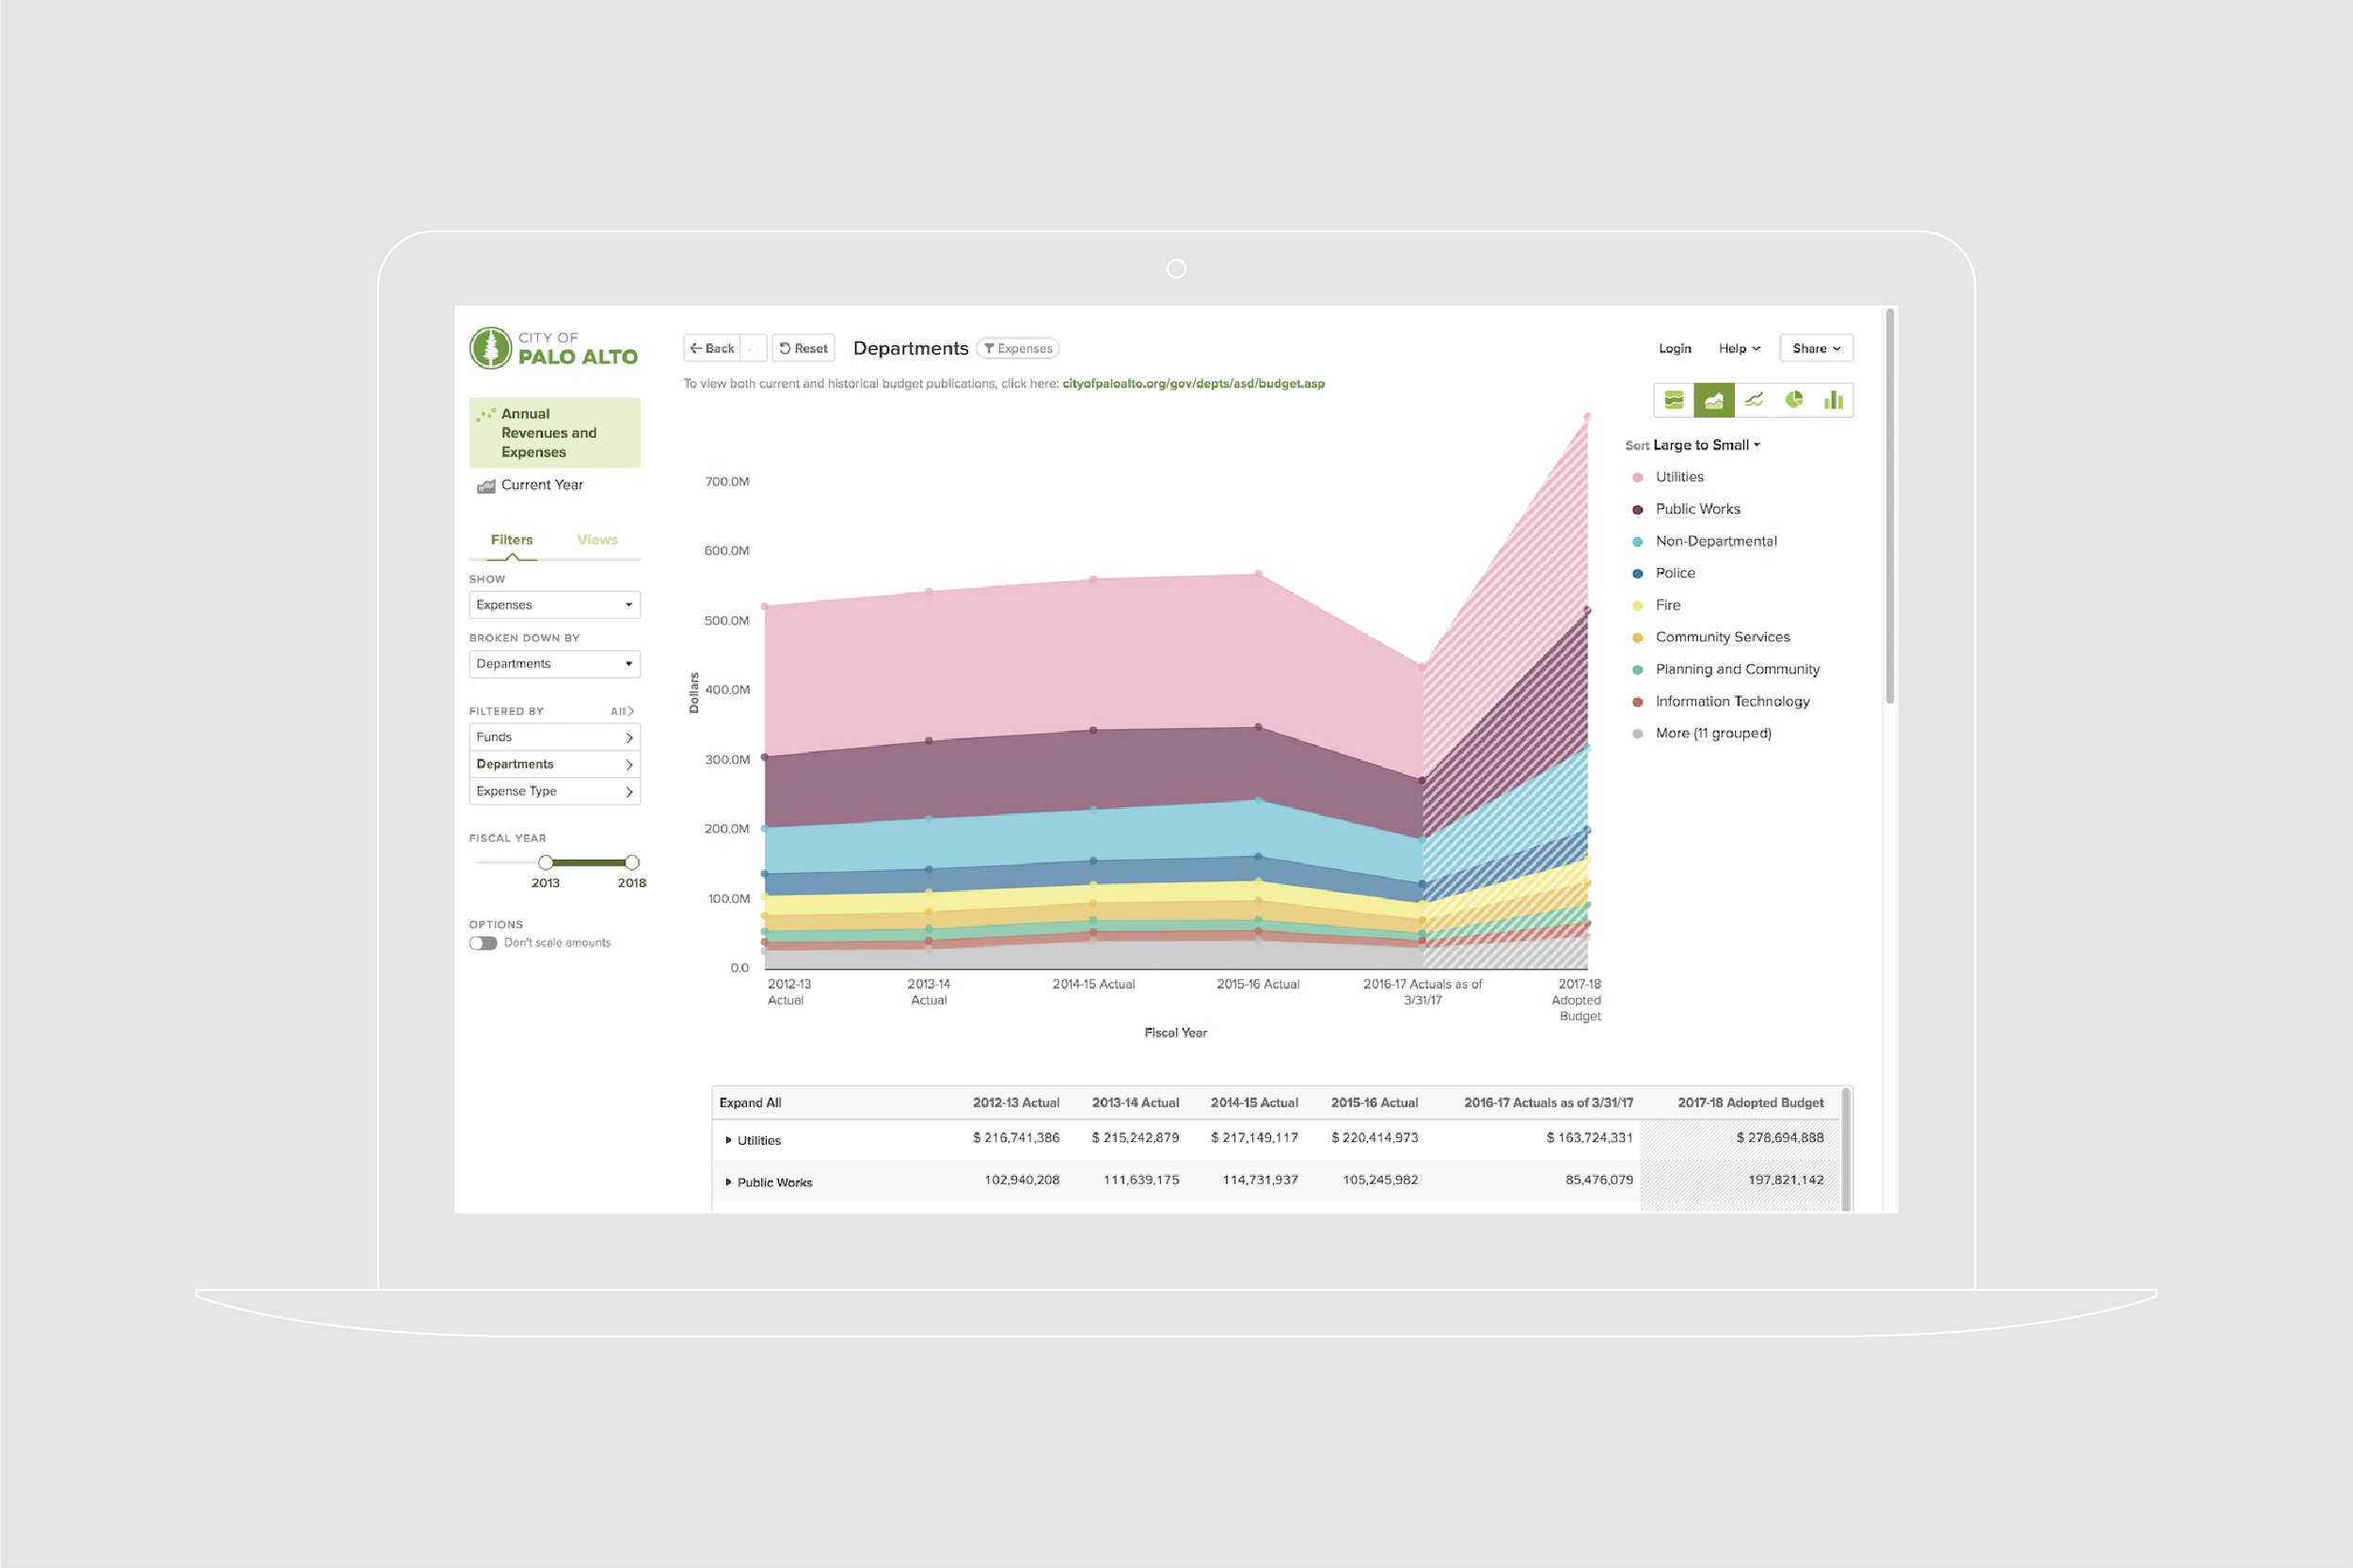 CITY OF
PALO ALTO
Back
Reset
Departments
Expenses
Login
Help
Share
To view both current and historical budget publications, click here: cityofpaloalto.org/gov/depts/asd/budget.asp
Annual
Revenues and
Expenses
Current Year
Filters
Views
SHOW
Expenses
BROKEN DOWN BY
Departments
FILTERED BY
All
Funds
Departments
Expense Type
FISCAL YEAR
2013
2018
OPTIONS
Don't scale amounts
Dollars
700.0M
600.0M
500.0M
400.0M
300.0M
200.0M
100.0M
0.0
2012-13
Actual
2013-14
Actual
2014-15 Actual
2015-16 Actual
2016-17 Actuals as of
3/31/17
2017-18
Adopted
Budget
Fiscal Year
Sort Large to Small
Utilities
Public Works
Non-Departmental
Police
Fire
Community Services
Planning and Community
Information Technology
More (11 grouped)
Expand All 2012-13 Actual 2013-14 Actual 2014-15 Actual 2015-16 Actual 2016-17 Actuals as of 3/31/17 2017-18 Adopted Budget
Utilities $ 216,741,386 $ 215,242,879 $ 217,149,117 $ 220,414,973 $ 163,724,331 $ 278,694,888
Public Works 102,940,208 111,639,175 114,731,937 105,245,982 85,476,079 197,821,142